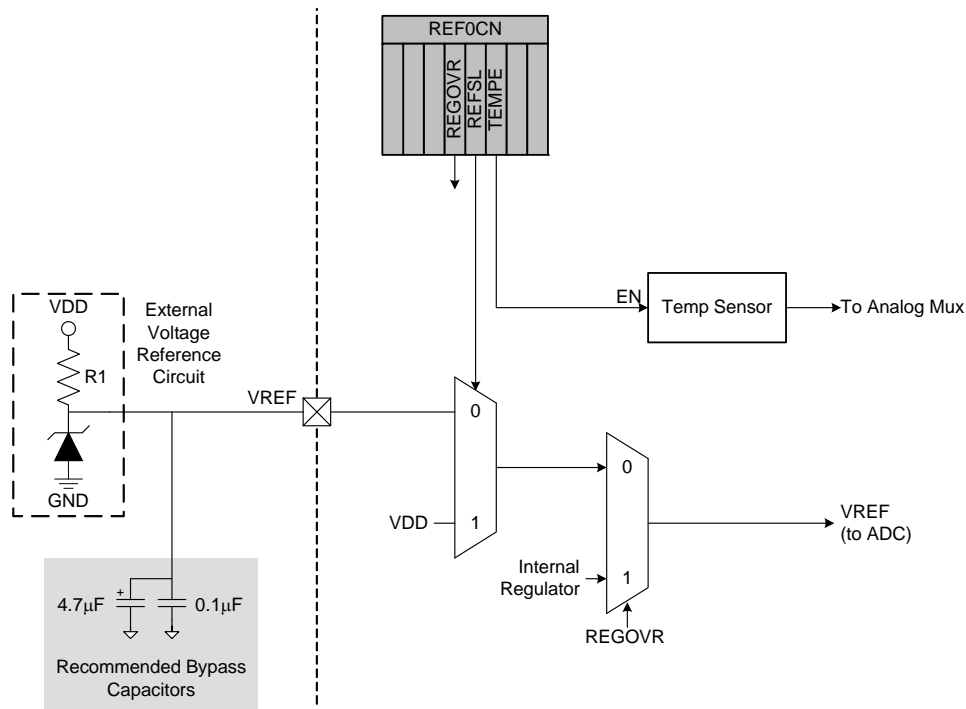 REF0CN
REGOVR
REFSL
TEMPE
EN
Temp Sensor
To Analog Mux
VDD
R1
GND
External
Voltage
Reference
Circuit
VREF
0
1
VDD
0
1
Internal
Regulator
REGOVR
VREF
(to ADC)
4.7µF
+
0.1µF
Recommended Bypass
Capacitors